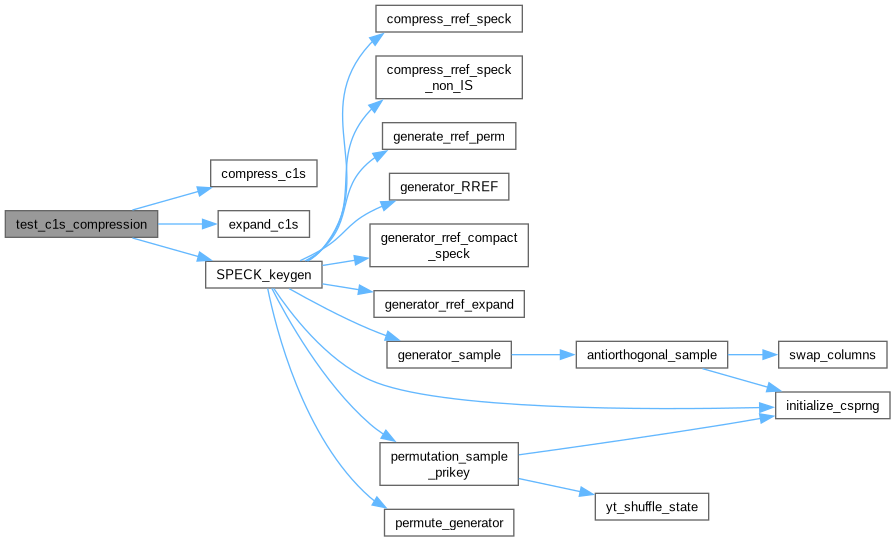 test_c1s_compression
compress_c1s
expand_c1s
SPECK_keygen
compress_rref_speck
compress_rref_speck
_non_IS
generate_rref_perm
generator_RREF
generator_rref_compact
_speck
generator_rref_expand
generator_sample
antiorthogonal_sample
swap_columns
initialize_csprng
permutation_sample
_prikey
yt_shuffle_state
permute_generator